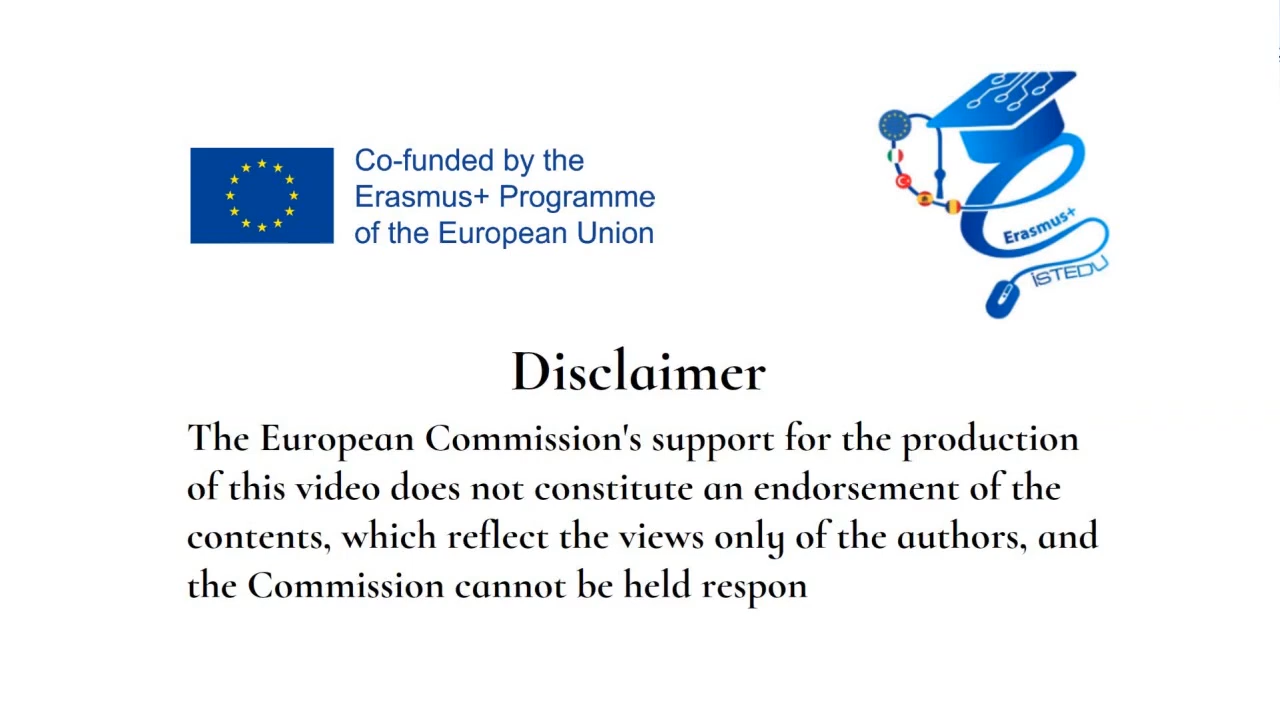 Co-funded by the
Erasmus+ Programme
of the European Union
Erasmus+
iSTEDU
Disclaimer
The European Commission's support for the production
of this video does not constitute an endorsement of the
contents, which reflect the views only of the authors, and
the Commission cannot be held respon